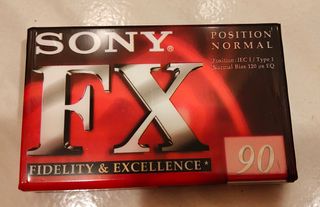 SONY®
POSITION
NORMAL
Position: IEC I / Type I
Normal Bias 120 µs EQ
FX
FIDELITY & EXCELLENCE*
90